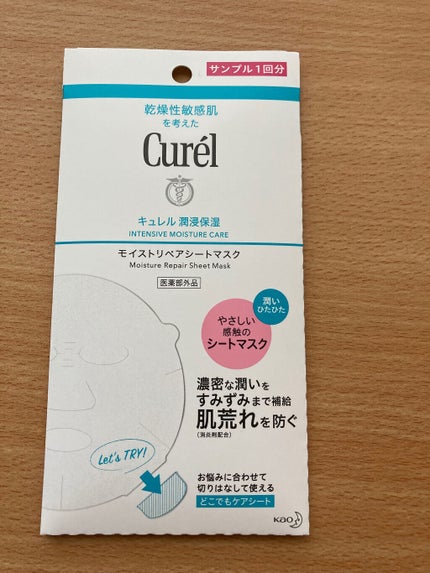 サンプル1回分
乾燥性敏感肌
を考えた
Curél
キュレル 潤浸保湿
INTENSIVE MOISTURE CARE
モイストリペアシートマスク
Moisture Repair Sheet Mask
医薬部外品
潤い
ひたひた
やさしい
感触の
シートマスク
濃密な潤いを
すみずみまで補給
肌荒れを防ぐ
(消炎剤配合)
Let's TRY!
お悩みに合わせて
切りはなして使える
どこでもケアシート
Kao